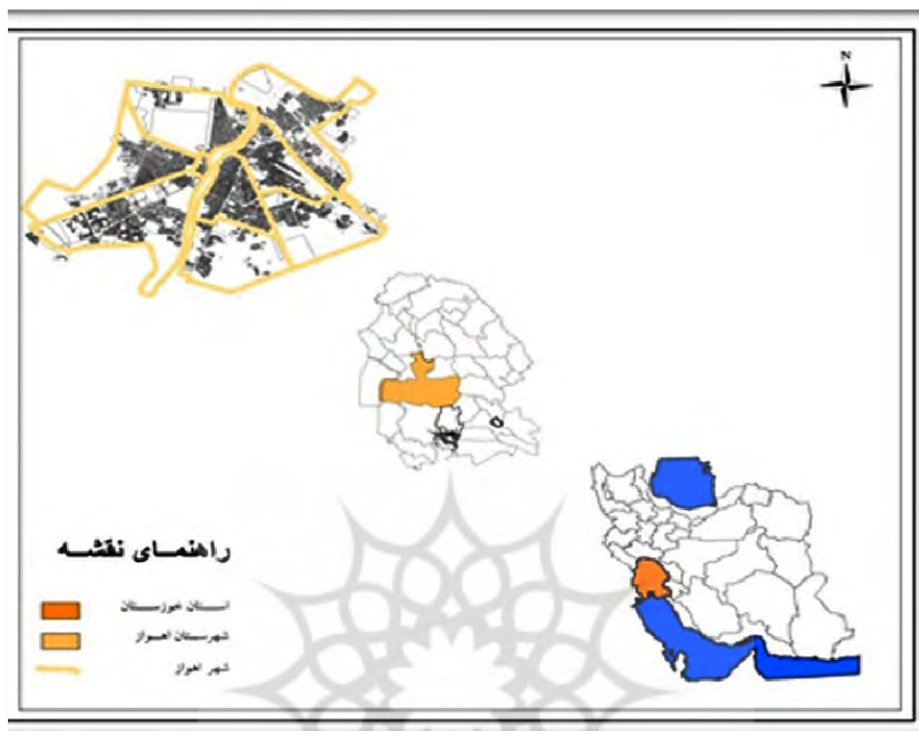 N
راهنمای نقشه
استان خوزستان
شهرستان اهواز
شهر اهواز